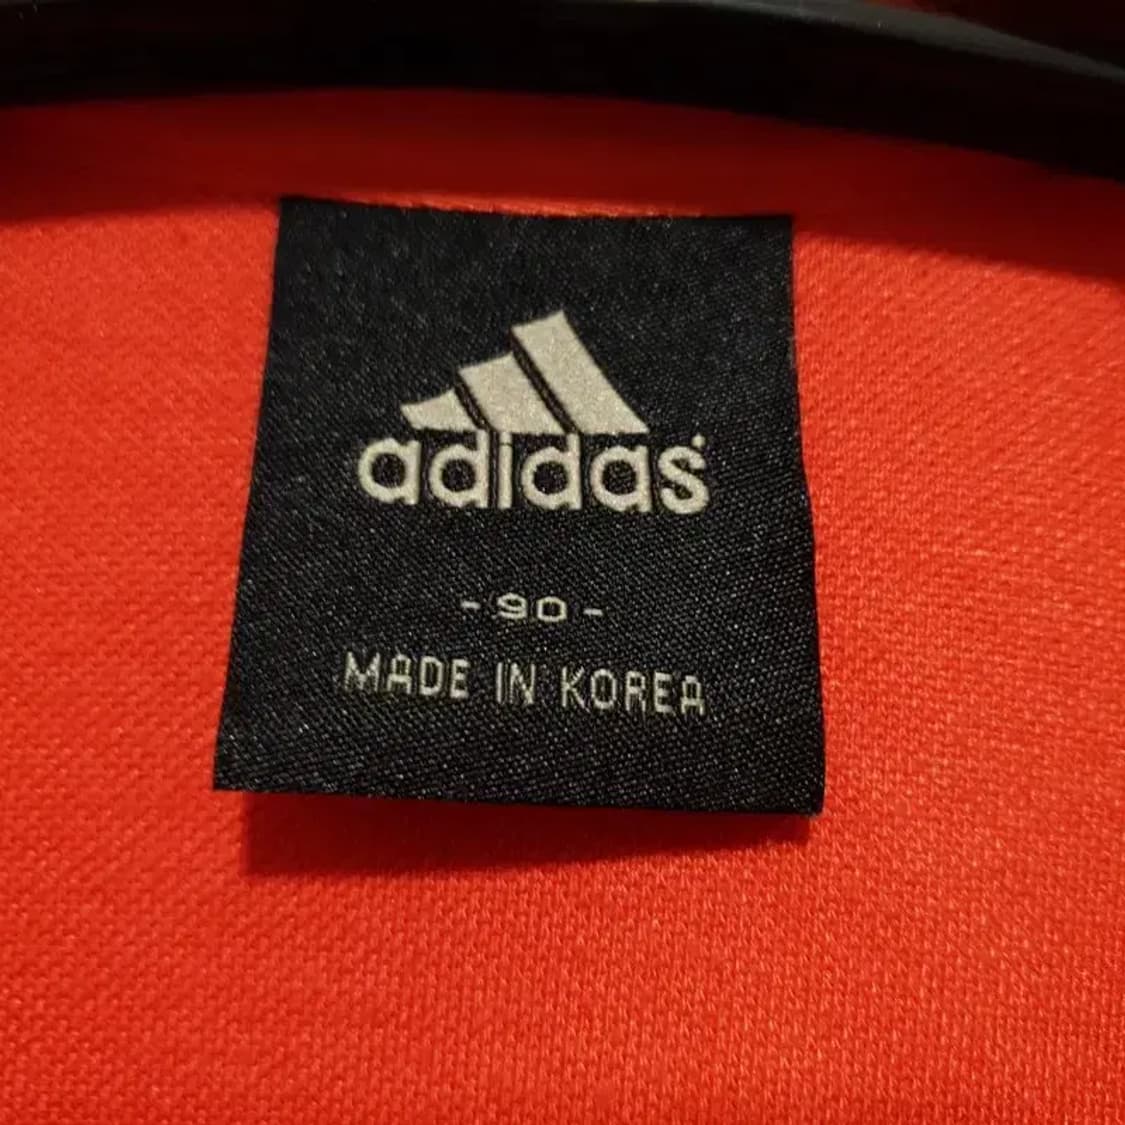 adidas
-90-
MADE IN KOREA